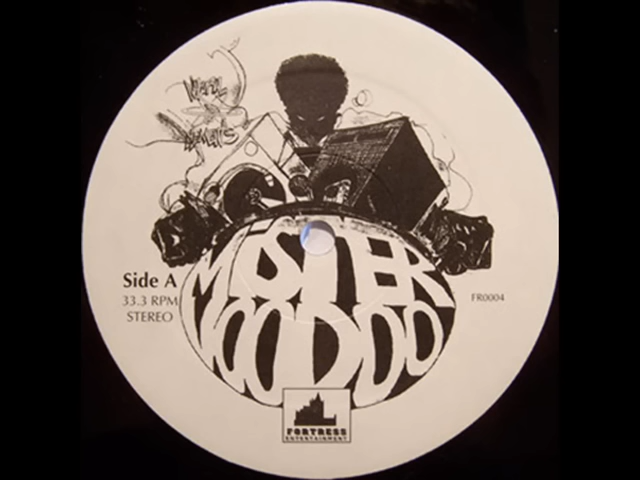 Side A
33.3 RPM
STEREO
MISTER
VOODOO
FR0004
FORTRESS
ENTERTAINMENT